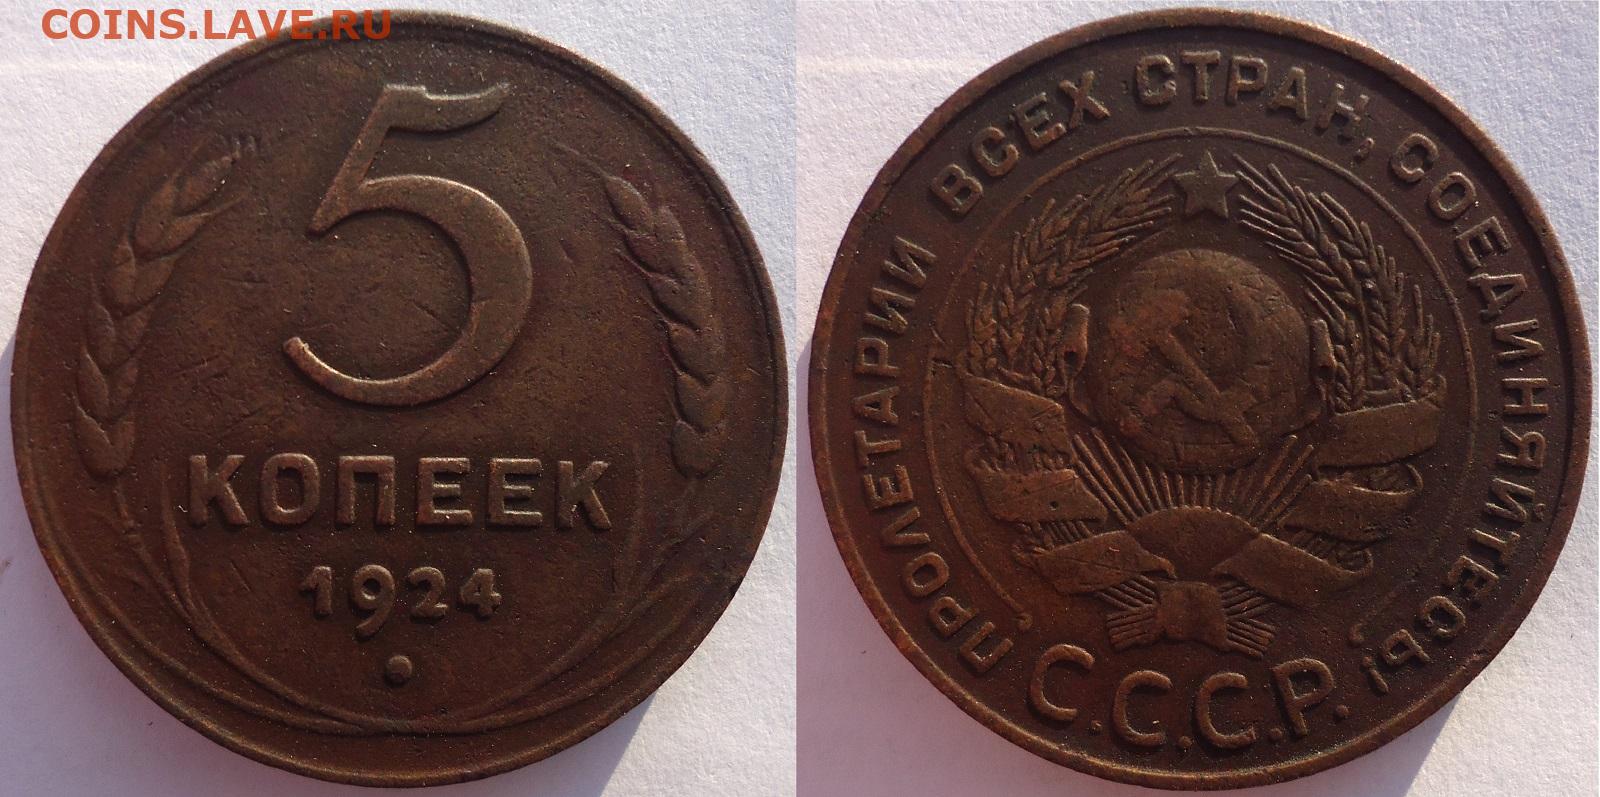 COINS.LAVE.RU
5
КОПЕЕК
1924
ПРОЛЕТАРИИ ВСЕХ СТРАН, СОЕДИНЯЙТЕСЬ!
С.С.С.Р.